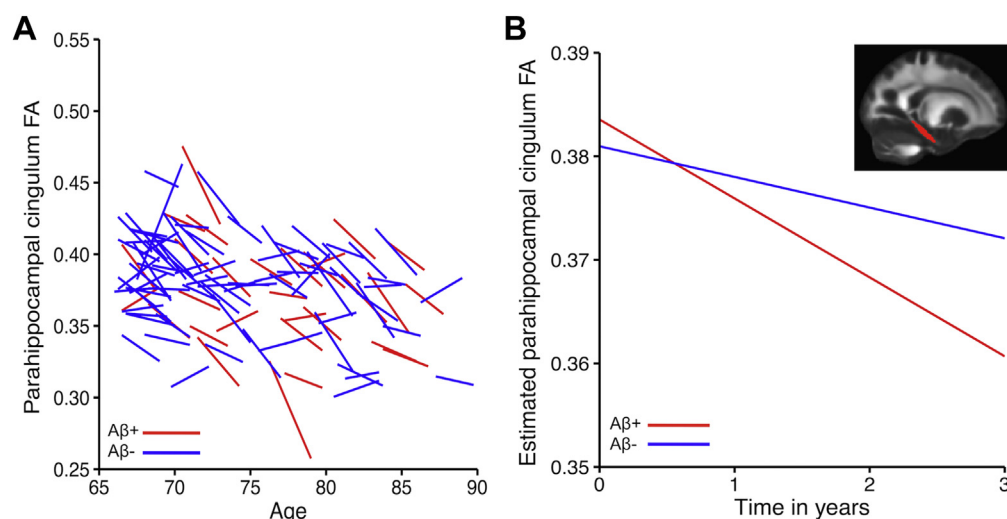 A
Parahippocampal cingulum FA
0.55
0.50
0.45
0.40
0.35
0.30
0.25
65 70 75 80 85 90
Age
Aβ+
Aβ-
B
Estimated parahippocampal cingulum FA
0.39
0.38
0.37
0.36
0.35
0 1 2 3
Time in years
Aβ+
Aβ-